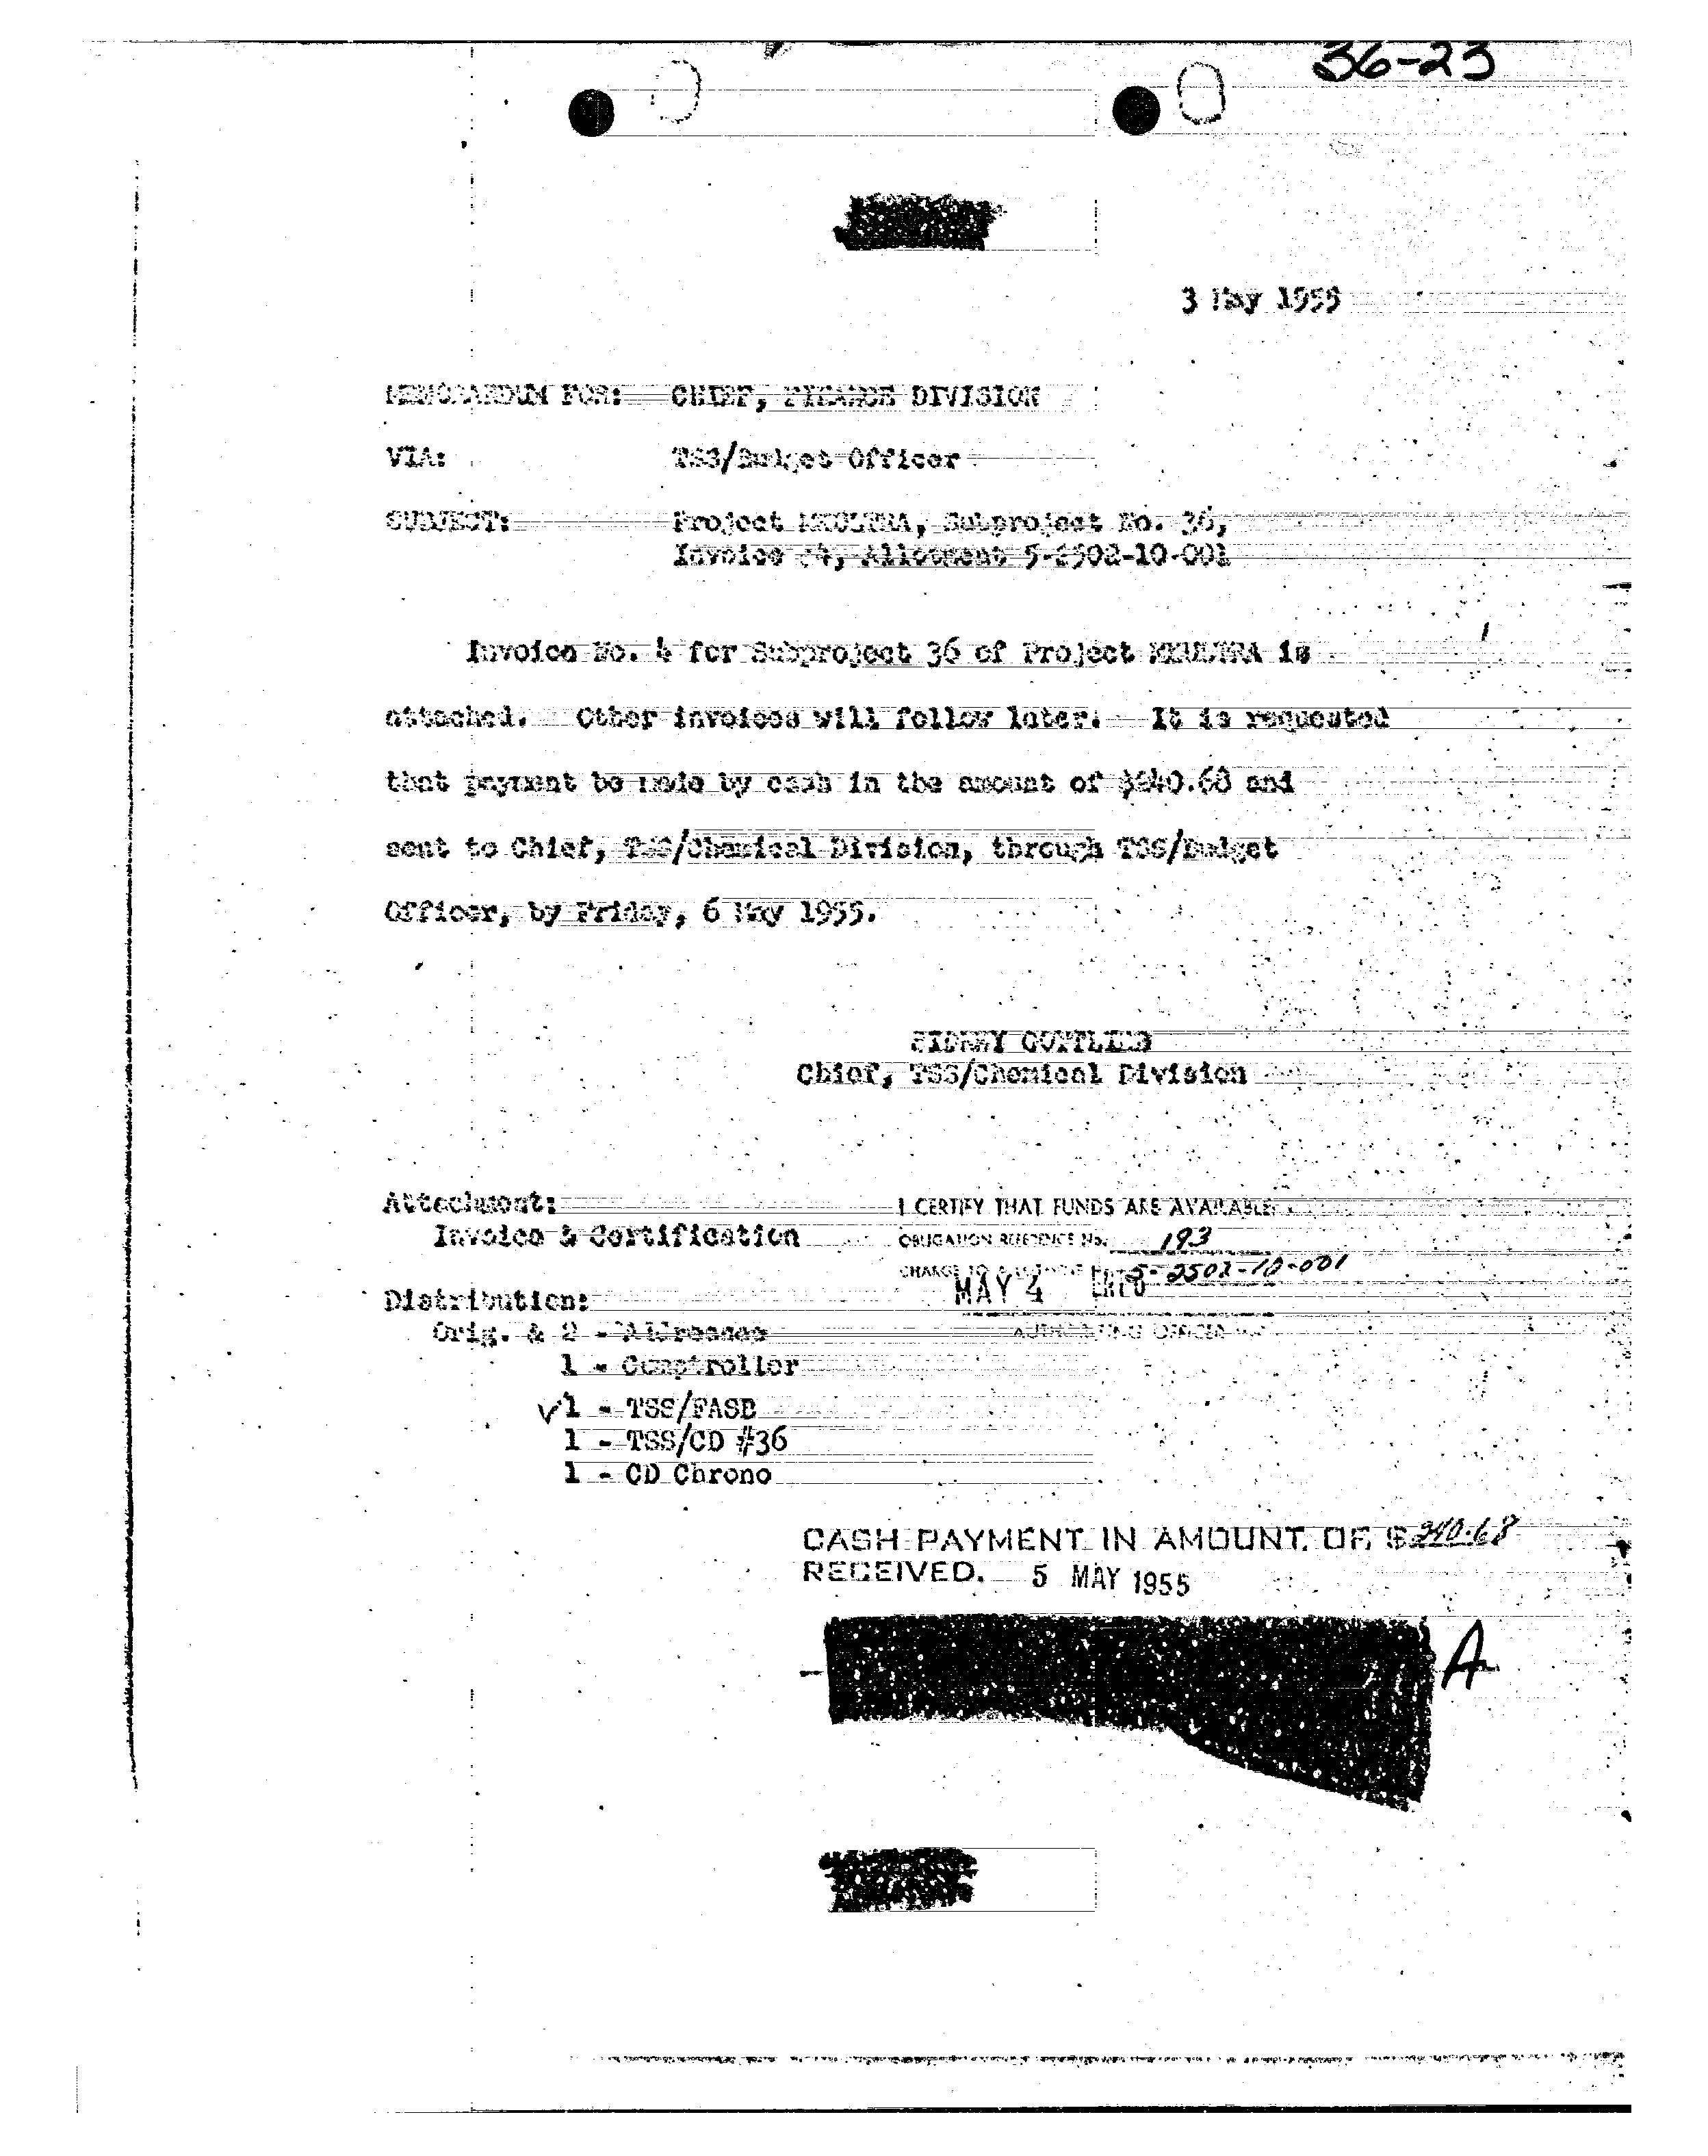 36-23
3 May 1955
MEMORANDUM FOR: CHIEF, FINANCE DIVISION
VIA: TSS/Budget Officer
SUBJECT: Project MKULTRA, Subproject No. 36,
Invoice #4, Allotment 5-2502-10-001
Invoice No. 4 for Subproject 36 of Project MKULTRA is
attached. Other invoices will follow later. It is requested
that payment be made by cash in the amount of $240.68 and
sent to Chief, TSS/Chemical Division, through TSS/Budget
Officer, by Friday, 6 May 1955.
SIDNEY GOTTLIEB
Chief, TSS/Chemical Division
Attachment:
Invoice & Certification
I CERTIFY THAT FUNDS ARE AVAILABLE
OBLIGATION REFERENCE No. 193
CHARGE TO 5-2502-10-001
MAY 4
Distribution:
AUTHORIZING OFFICER
Orig. & 2 - Addressee
1 - Comptroller
✓1 - TSS/FASB
1 - TSS/CD #36
1 - CD Chrono
CASH PAYMENT IN AMOUNT OF $240.68
RECEIVED. 5 MAY 1955
A